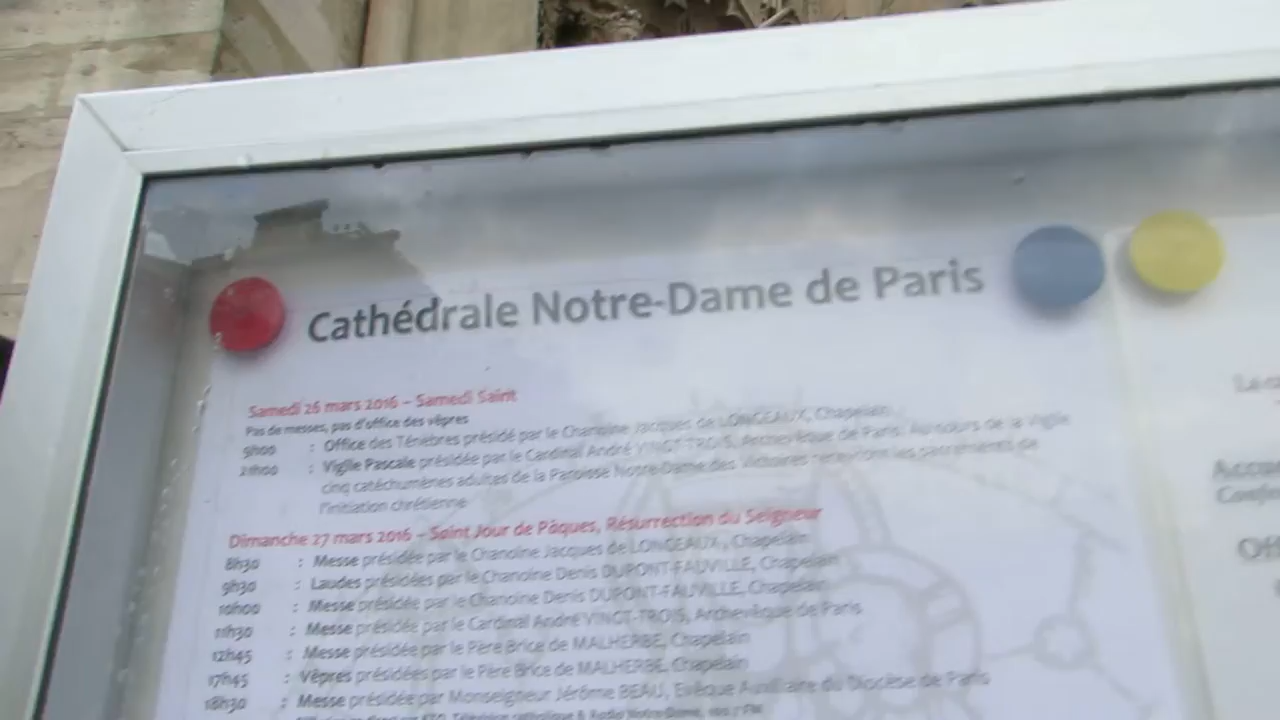 Cathédrale Notre-Dame de Paris
Samedi 26 mars 2016 – Samedi Saint
Pas de messes, pas d'office des vêpres
9h00 : Office des Ténèbres présidé par le Chanoine Jacques de LONGEAUX, Chapelain
21h00 : Vigile Pascale présidée par le Cardinal André VINGT-TROIS, Archevêque de Paris. Au cours de la Vigile
cinq catéchumènes adultes de la Paroisse Notre-Dame des Victoires recevront les sacrements de
l'initiation chrétienne
Dimanche 27 mars 2016 – Saint Jour de Pâques, Résurrection du Seigneur
8h30 : Messe présidée par le Chanoine Jacques de LONGEAUX, Chapelain
9h30 : Laudes présidées par le Chanoine Denis DUPONT-FAUVILLE, Chapelain
10h00 : Messe présidée par le Chanoine Denis DUPONT-FAUVILLE, Chapelain
11h30 : Messe présidée par le Cardinal André VINGT-TROIS, Archevêque de Paris
12h45 : Messe présidée par le Père Brice de MALHERBE, Chapelain
17h45 : Vêpres présidées par le Père Brice de MALHERBE, Chapelain
18h30 : Messe présidée par Monseigneur Jérôme BEAU, Evêque Auxiliaire du Diocèse de Paris